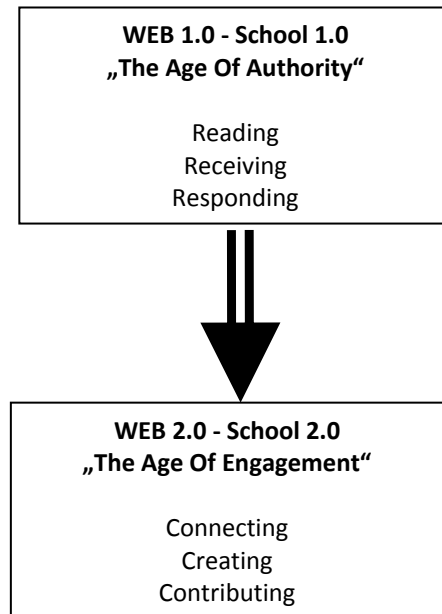 WEB 1.0 - School 1.0
„The Age Of Authority“
Reading
Receiving
Responding
WEB 2.0 - School 2.0
„The Age Of Engagement“
Connecting
Creating
Contributing